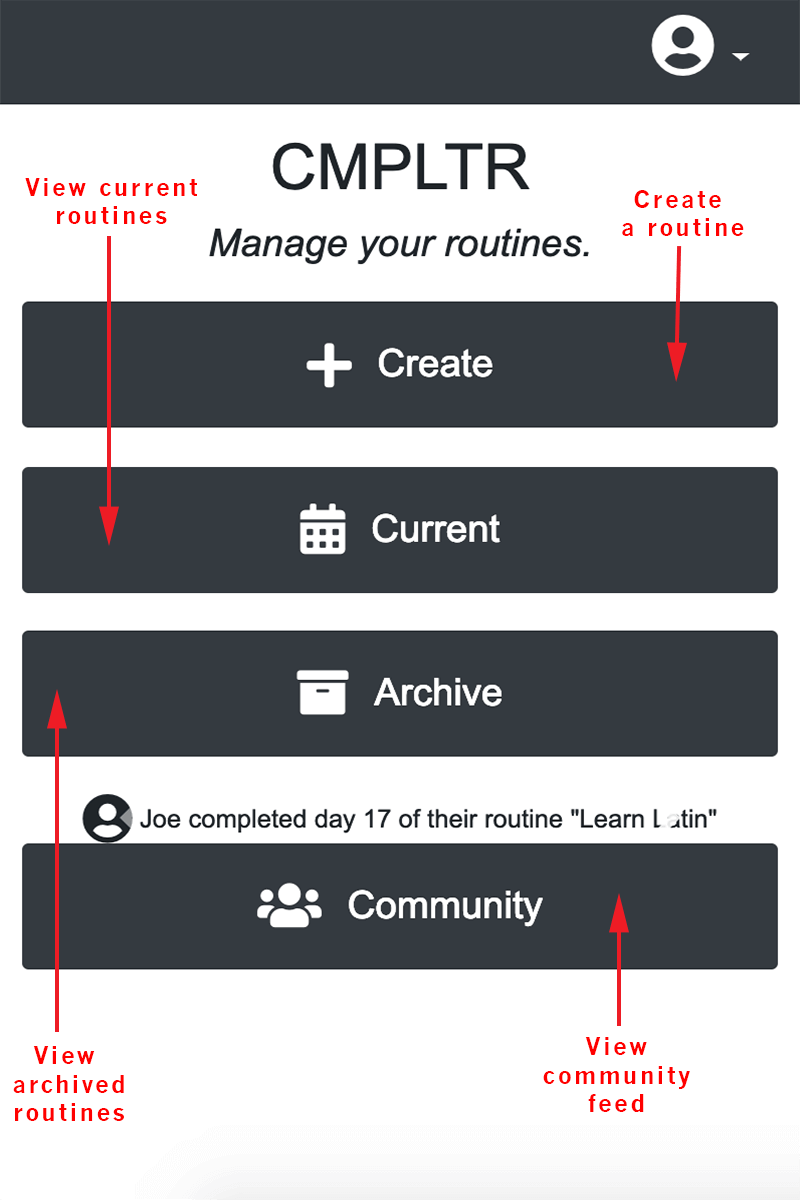 CMPLTR
View current
routines
Create
a routine
Manage your routines.
Create
Current
Archive
Joe completed day 17 of their routine "Learn Latin"
Community
View
archived
routines
View
community
feed